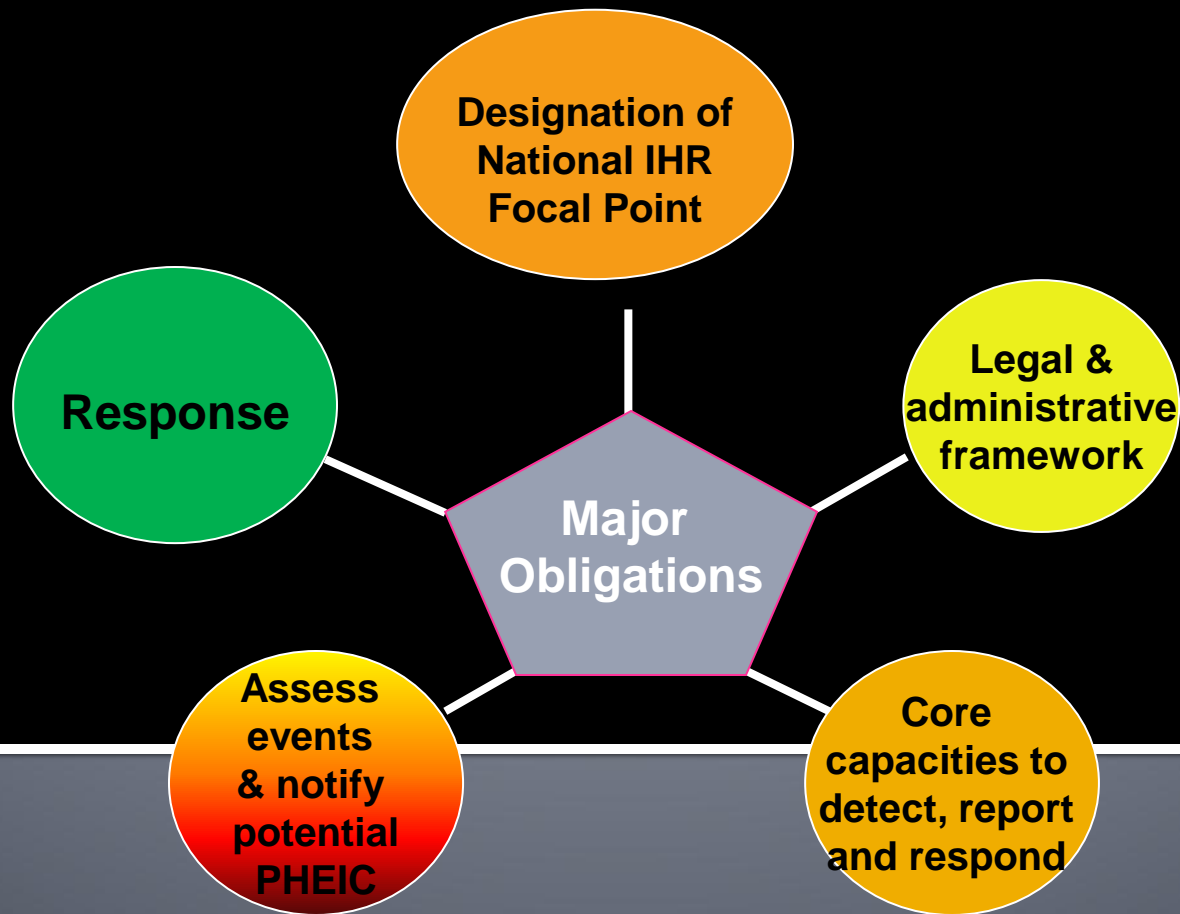 Designation of
National IHR
Focal Point
Response
Legal &
administrative
framework
Major
Obligations
Assess
events
& notify
potential
PHEIC
Core
capacities to
detect, report
and respond